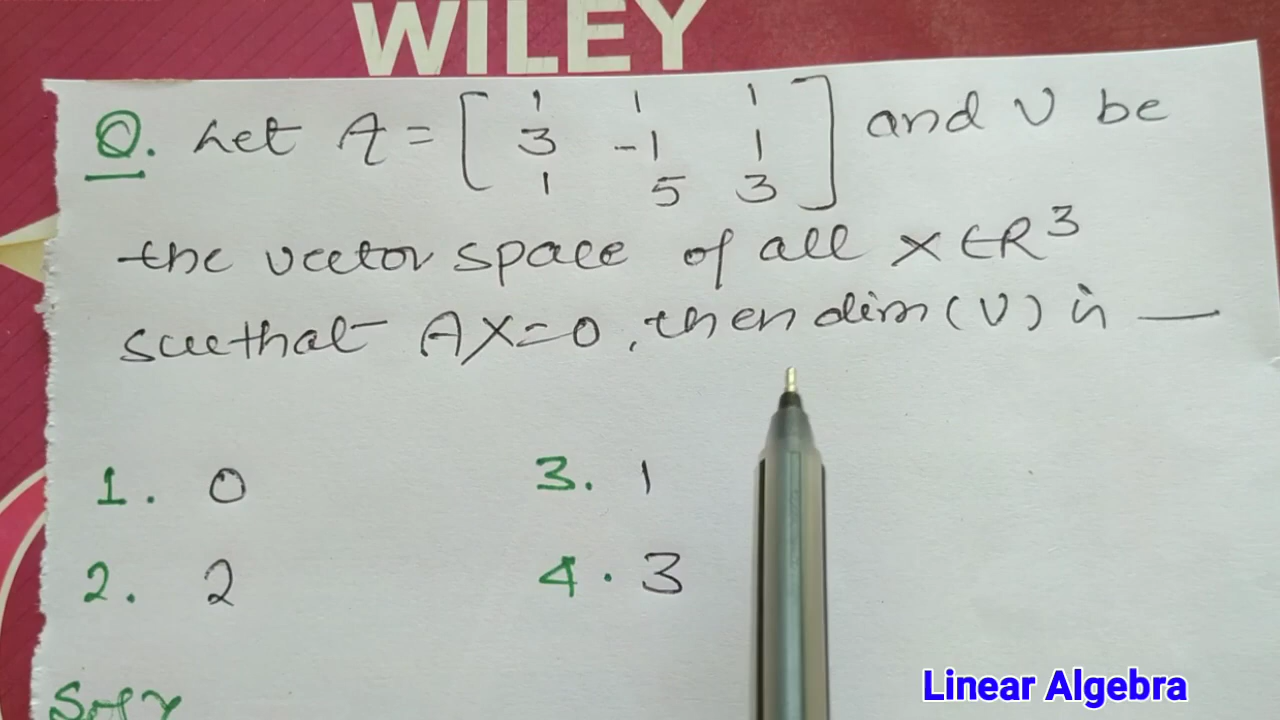 WILEY
Q. Let A = [ 1 1 1
3 -1 1
1 5 3 ] and V be
the vector space of all X ∈ R³
such that AX=0, then dim(V) is —
1. 0
3. 1
2. 2
4. 3
Linear Algebra